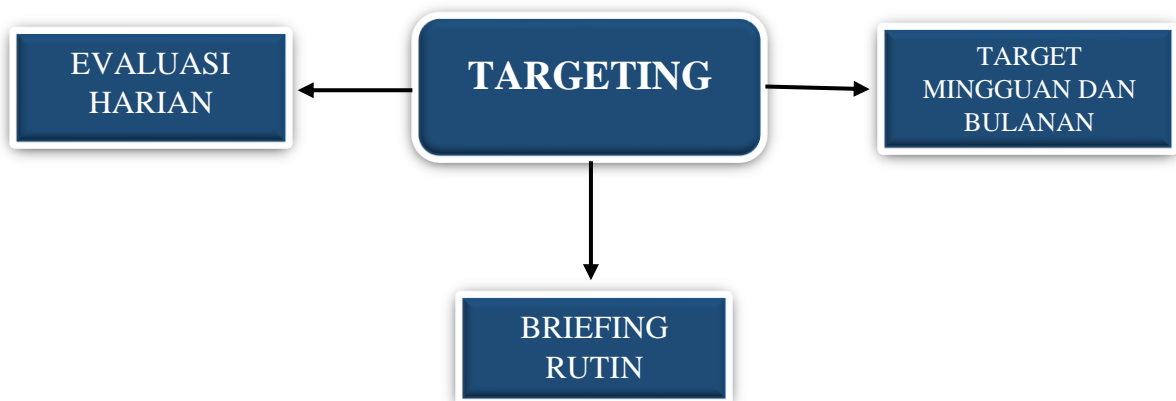 EVALUASI
HARIAN
TARGETING
TARGET
MINGGUAN DAN
BULANAN
BRIEFING
RUTIN